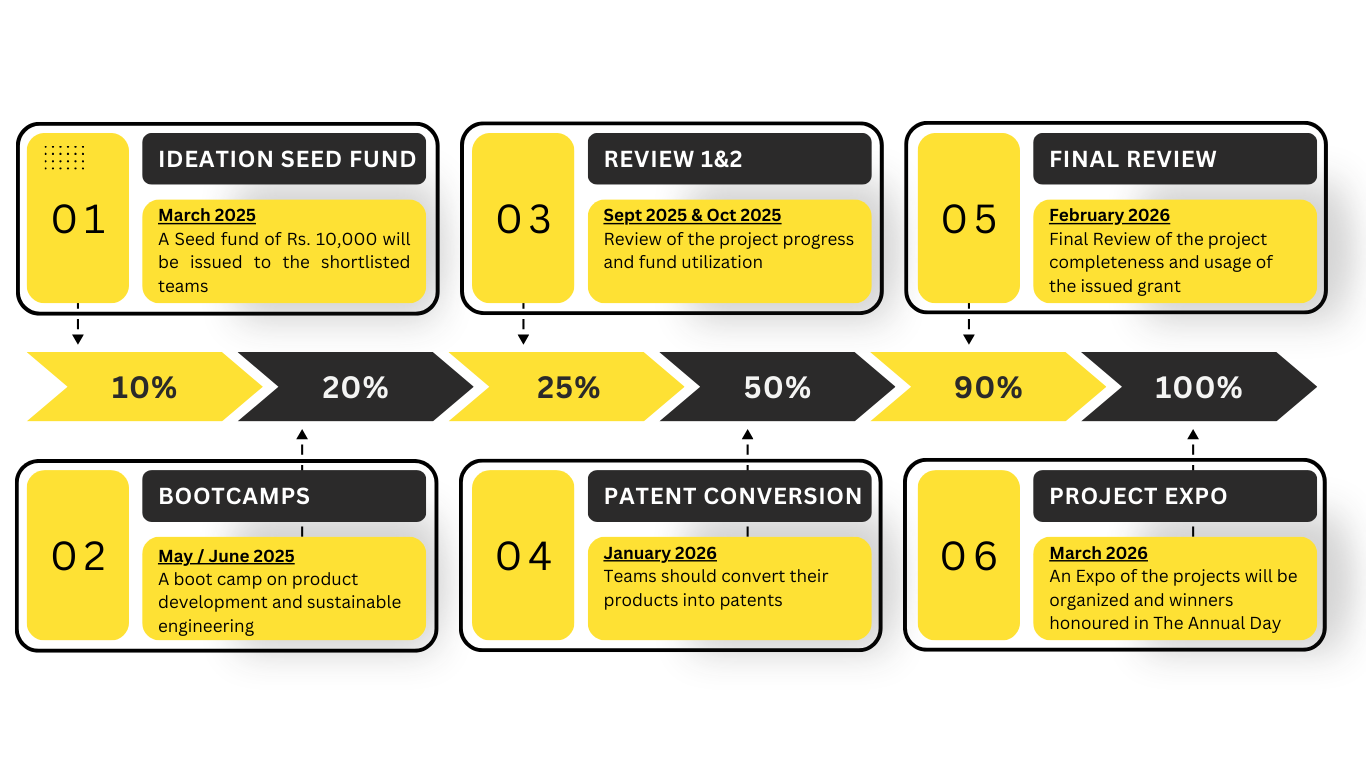 01
IDEATION SEED FUND
March 2025
A Seed fund of Rs. 10,000 will
be issued to the shortlisted
teams
03
REVIEW 1&2
Sept 2025 & Oct 2025
Review of the project progress
and fund utilization
05
FINAL REVIEW
February 2026
Final Review of the project
completeness and usage of
the issued grant
10%
20%
25%
50%
90%
100%
02
BOOTCAMPS
May / June 2025
A boot camp on product
development and sustainable
engineering
04
PATENT CONVERSION
January 2026
Teams should convert their
products into patents
06
PROJECT EXPO
March 2026
An Expo of the projects will be
organized and winners
honoured in The Annual Day